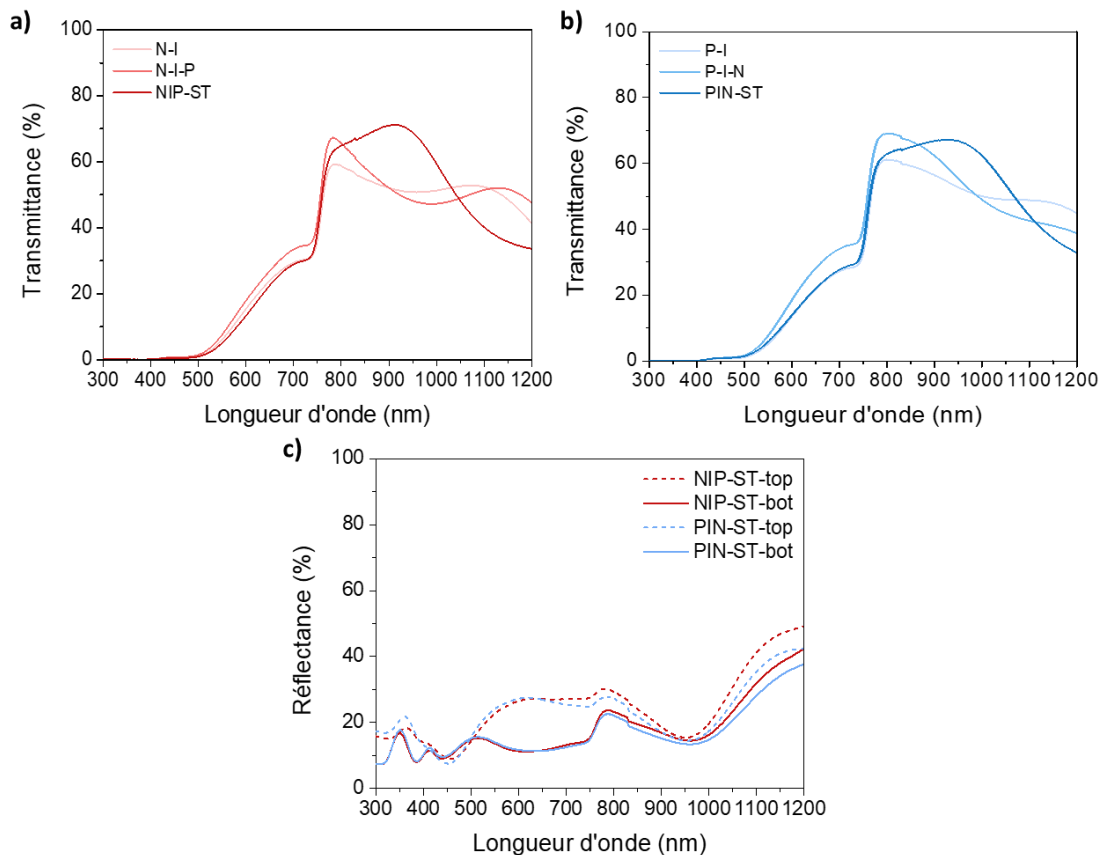 a)
N-I
N-I-P
NIP-ST
100
80
60
40
20
0
Transmittance (%)
300 400 500 600 700 800 900 1000 1100 1200
Longueur d'onde (nm)
b)
P-I
P-I-N
PIN-ST
100
80
60
40
20
0
Transmittance (%)
300 400 500 600 700 800 900 1000 1100 1200
Longueur d'onde (nm)
c)
NIP-ST-top
NIP-ST-bot
PIN-ST-top
PIN-ST-bot
100
80
60
40
20
0
Réflectance (%)
300 400 500 600 700 800 900 1000 1100 1200
Longueur d'onde (nm)